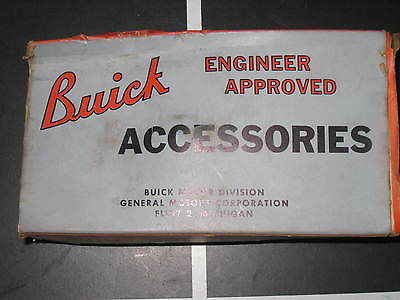 Buick ENGINEER
APPROVED
ACCESSORIES
BUICK MOTOR DIVISION
GENERAL MOTORS CORPORATION
FLINT 2, MICHIGAN